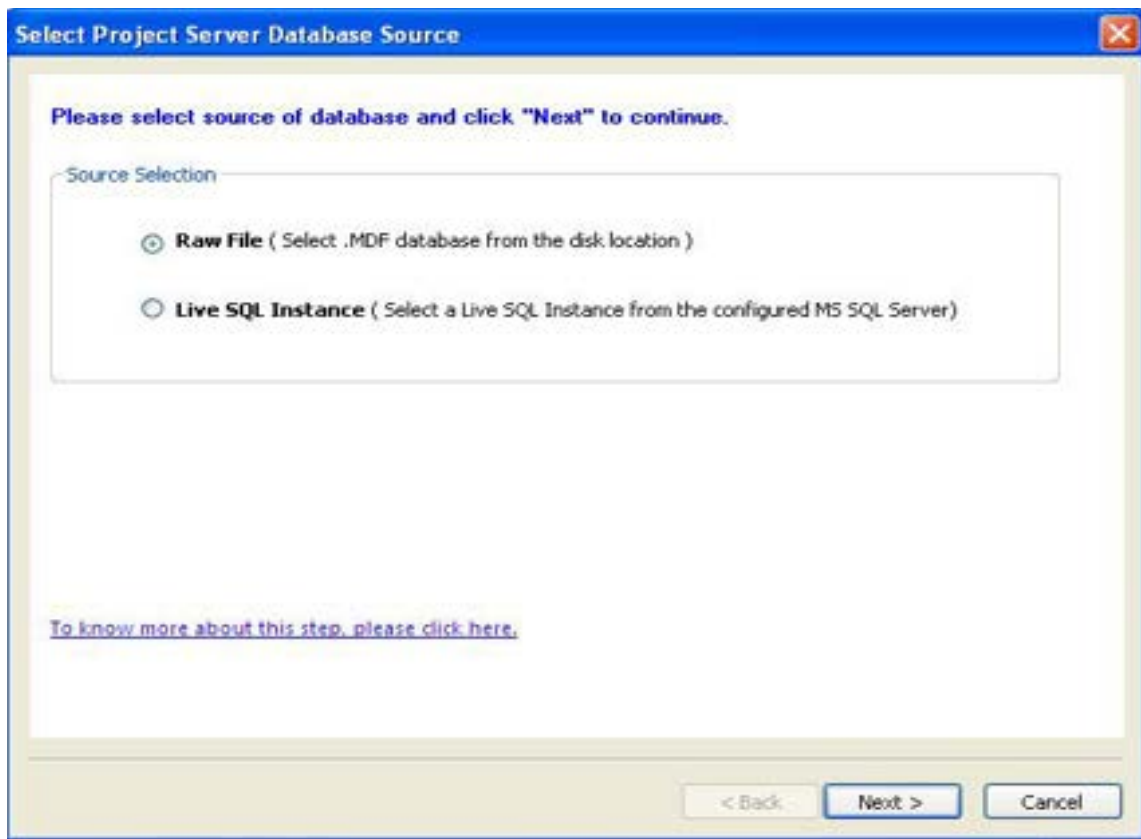 Select Project Server Database Source
Please select source of database and click "Next" to continue.
Source Selection
Raw File ( Select .MDF database from the disk location )
Live SQL Instance ( Select a Live SQL Instance from the configured MS SQL Server)
To know more about this step, please click here.
< Back
Next >
Cancel